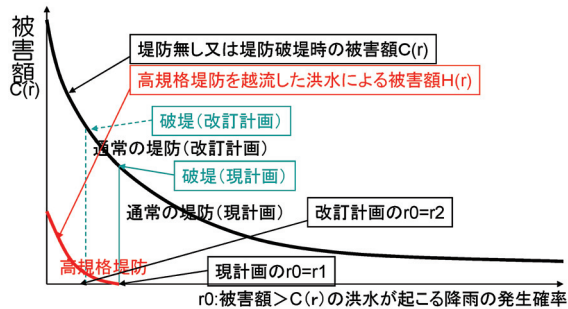 被害額
C(r)
堤防無し又は堤防破堤時の被害額C(r)
高規格堤防を越流した洪水による被害額H(r)
破堤(改訂計画)
通常の堤防(改訂計画)
破堤(現計画)
通常の堤防(現計画)
改訂計画のr0=r2
高規格堤防
現計画のr0=r1
r0:被害額>C(r)の洪水が起こる降雨の発生確率